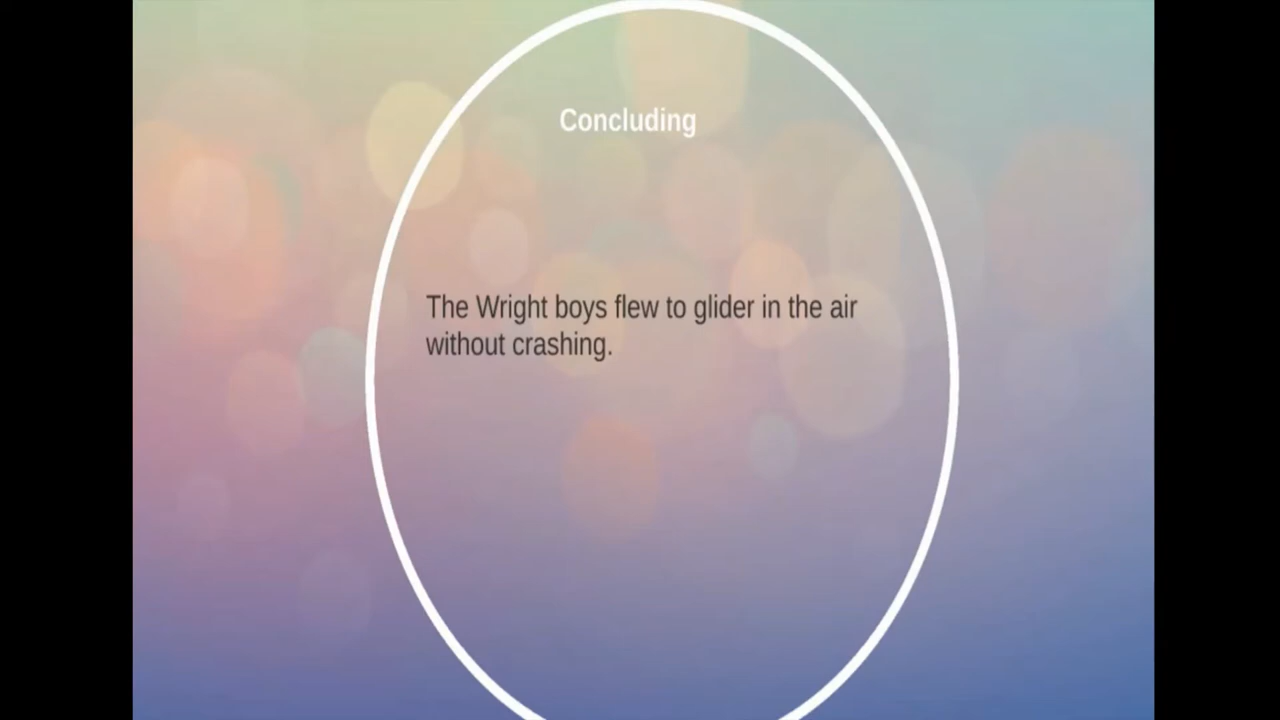 Concluding
The Wright boys flew to glider in the air
without crashing.